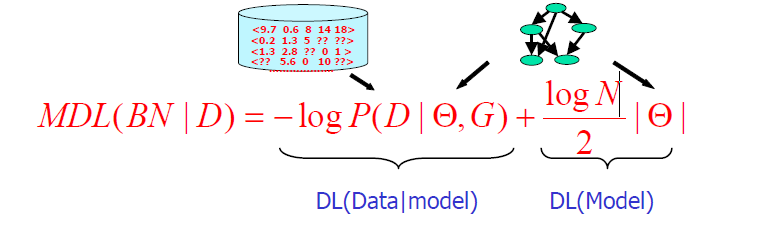 <9.7 0.6 8 14 18>
<0.2 1.3 5 ?? ??>
<1.3 2.8 ?? 0 1 >
<?? 5.6 0 10 ??>
....................
MDL(BN | D) = −log P(D | Θ, G) + log N / 2 | Θ |
DL(Data|model) DL(Model)